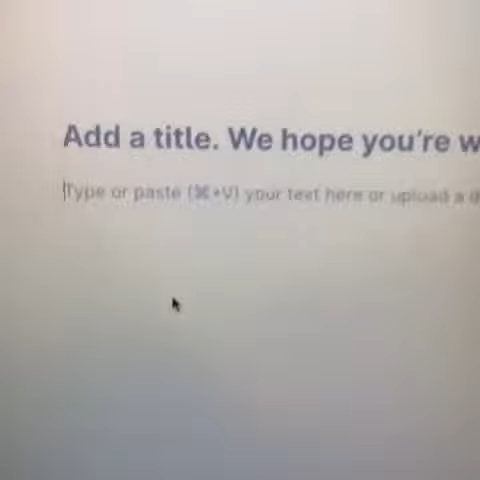 Add a title. We hope you're w
Type or paste (⌘+V) your text here or upload a d